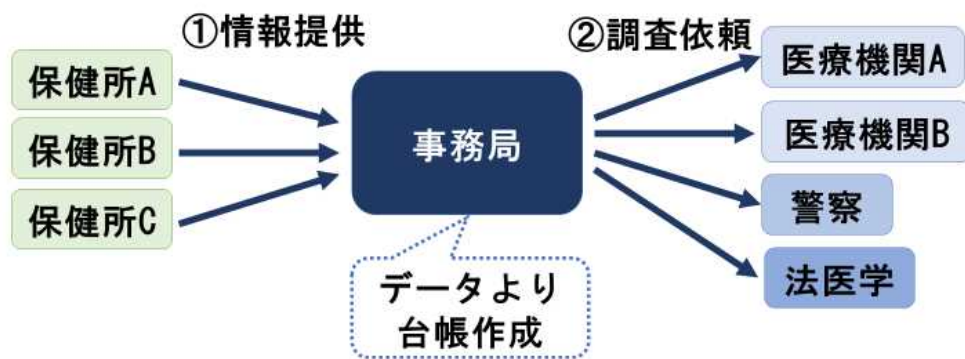 ①情報提供
②調査依頼
保健所A
保健所B
保健所C
事務局
データより
台帳作成
医療機関A
医療機関B
警察
法医学